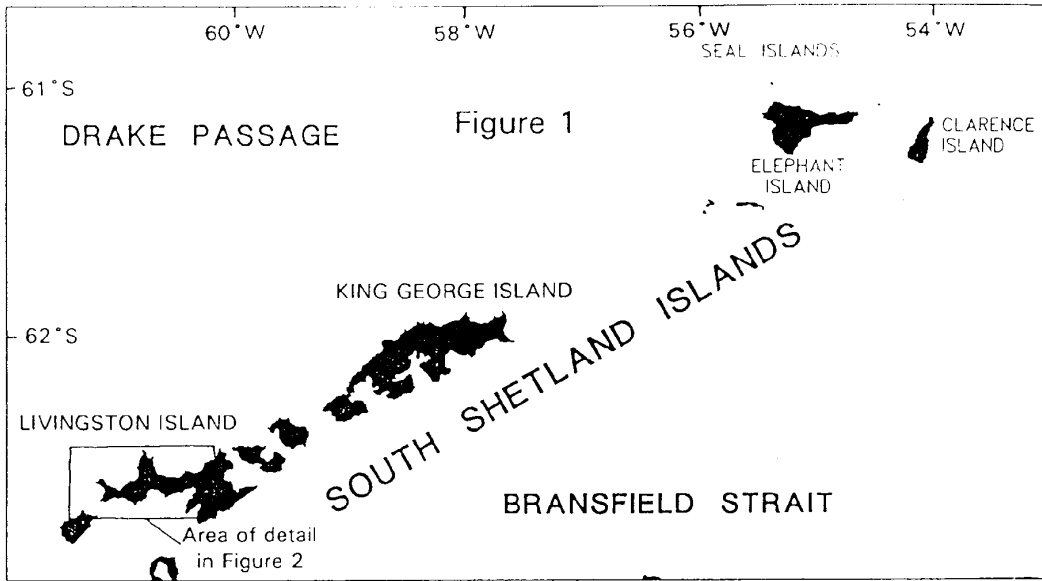 60°W
58°W
56°W
54°W
SEAL ISLANDS
61°S
DRAKE PASSAGE
Figure 1
CLARENCE
ISLAND
ELEPHANT
ISLAND
SOUTH SHETLAND ISLANDS
KING GEORGE ISLAND
62°S
LIVINGSTON ISLAND
BRANSFIELD STRAIT
Area of detail
in Figure 2